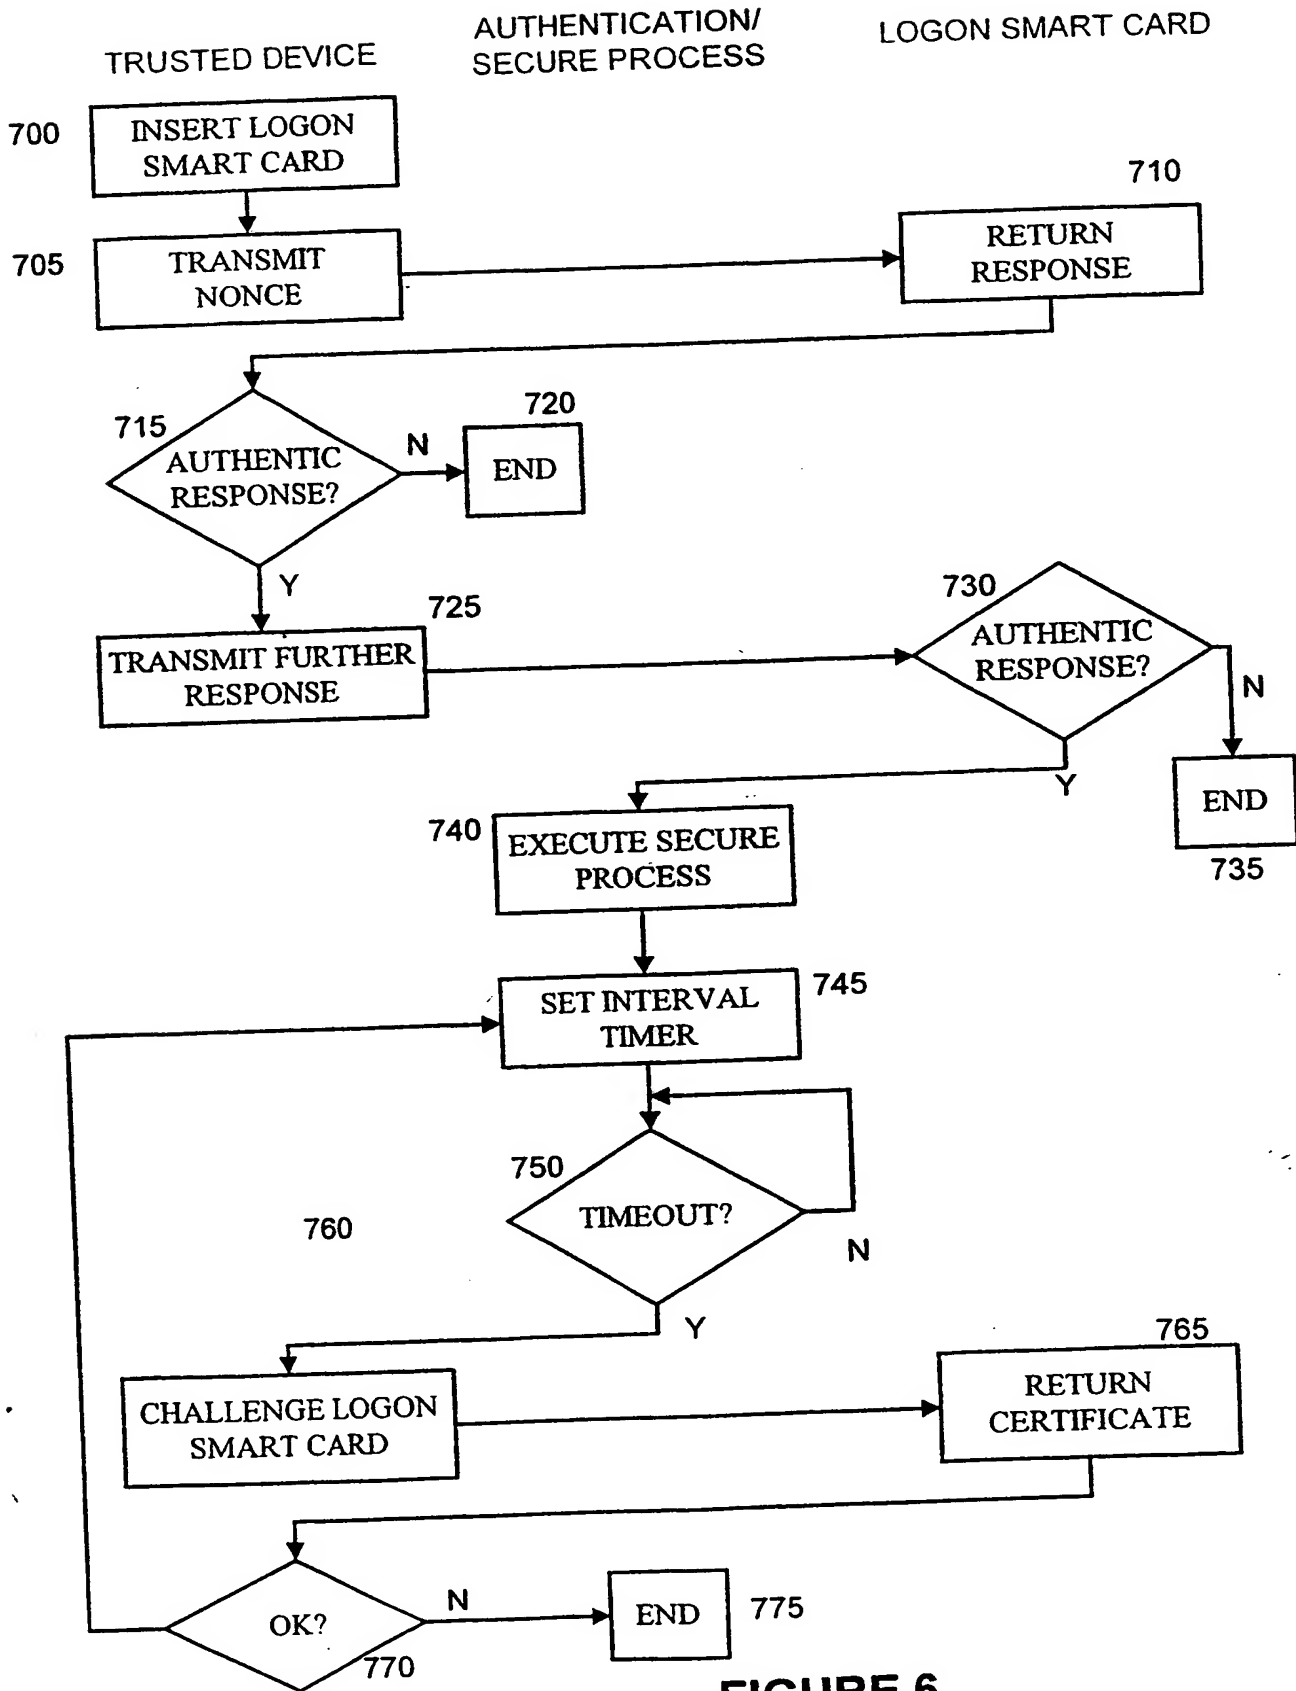 AUTHENTICATION/
SECURE PROCESS
LOGON SMART CARD
TRUSTED DEVICE
700
INSERT LOGON
SMART CARD
710
705
TRANSMIT
NONCE
RETURN
RESPONSE
715
AUTHENTIC
RESPONSE?
N
720
END
Y
725
TRANSMIT FURTHER
RESPONSE
730
AUTHENTIC
RESPONSE?
N
Y
END
735
740
EXECUTE SECURE
PROCESS
SET INTERVAL
TIMER
745
750
TIMEOUT?
N
760
Y
CHALLENGE LOGON
SMART CARD
765
RETURN
CERTIFICATE
OK?
N
770
END
775
FIGURE 6